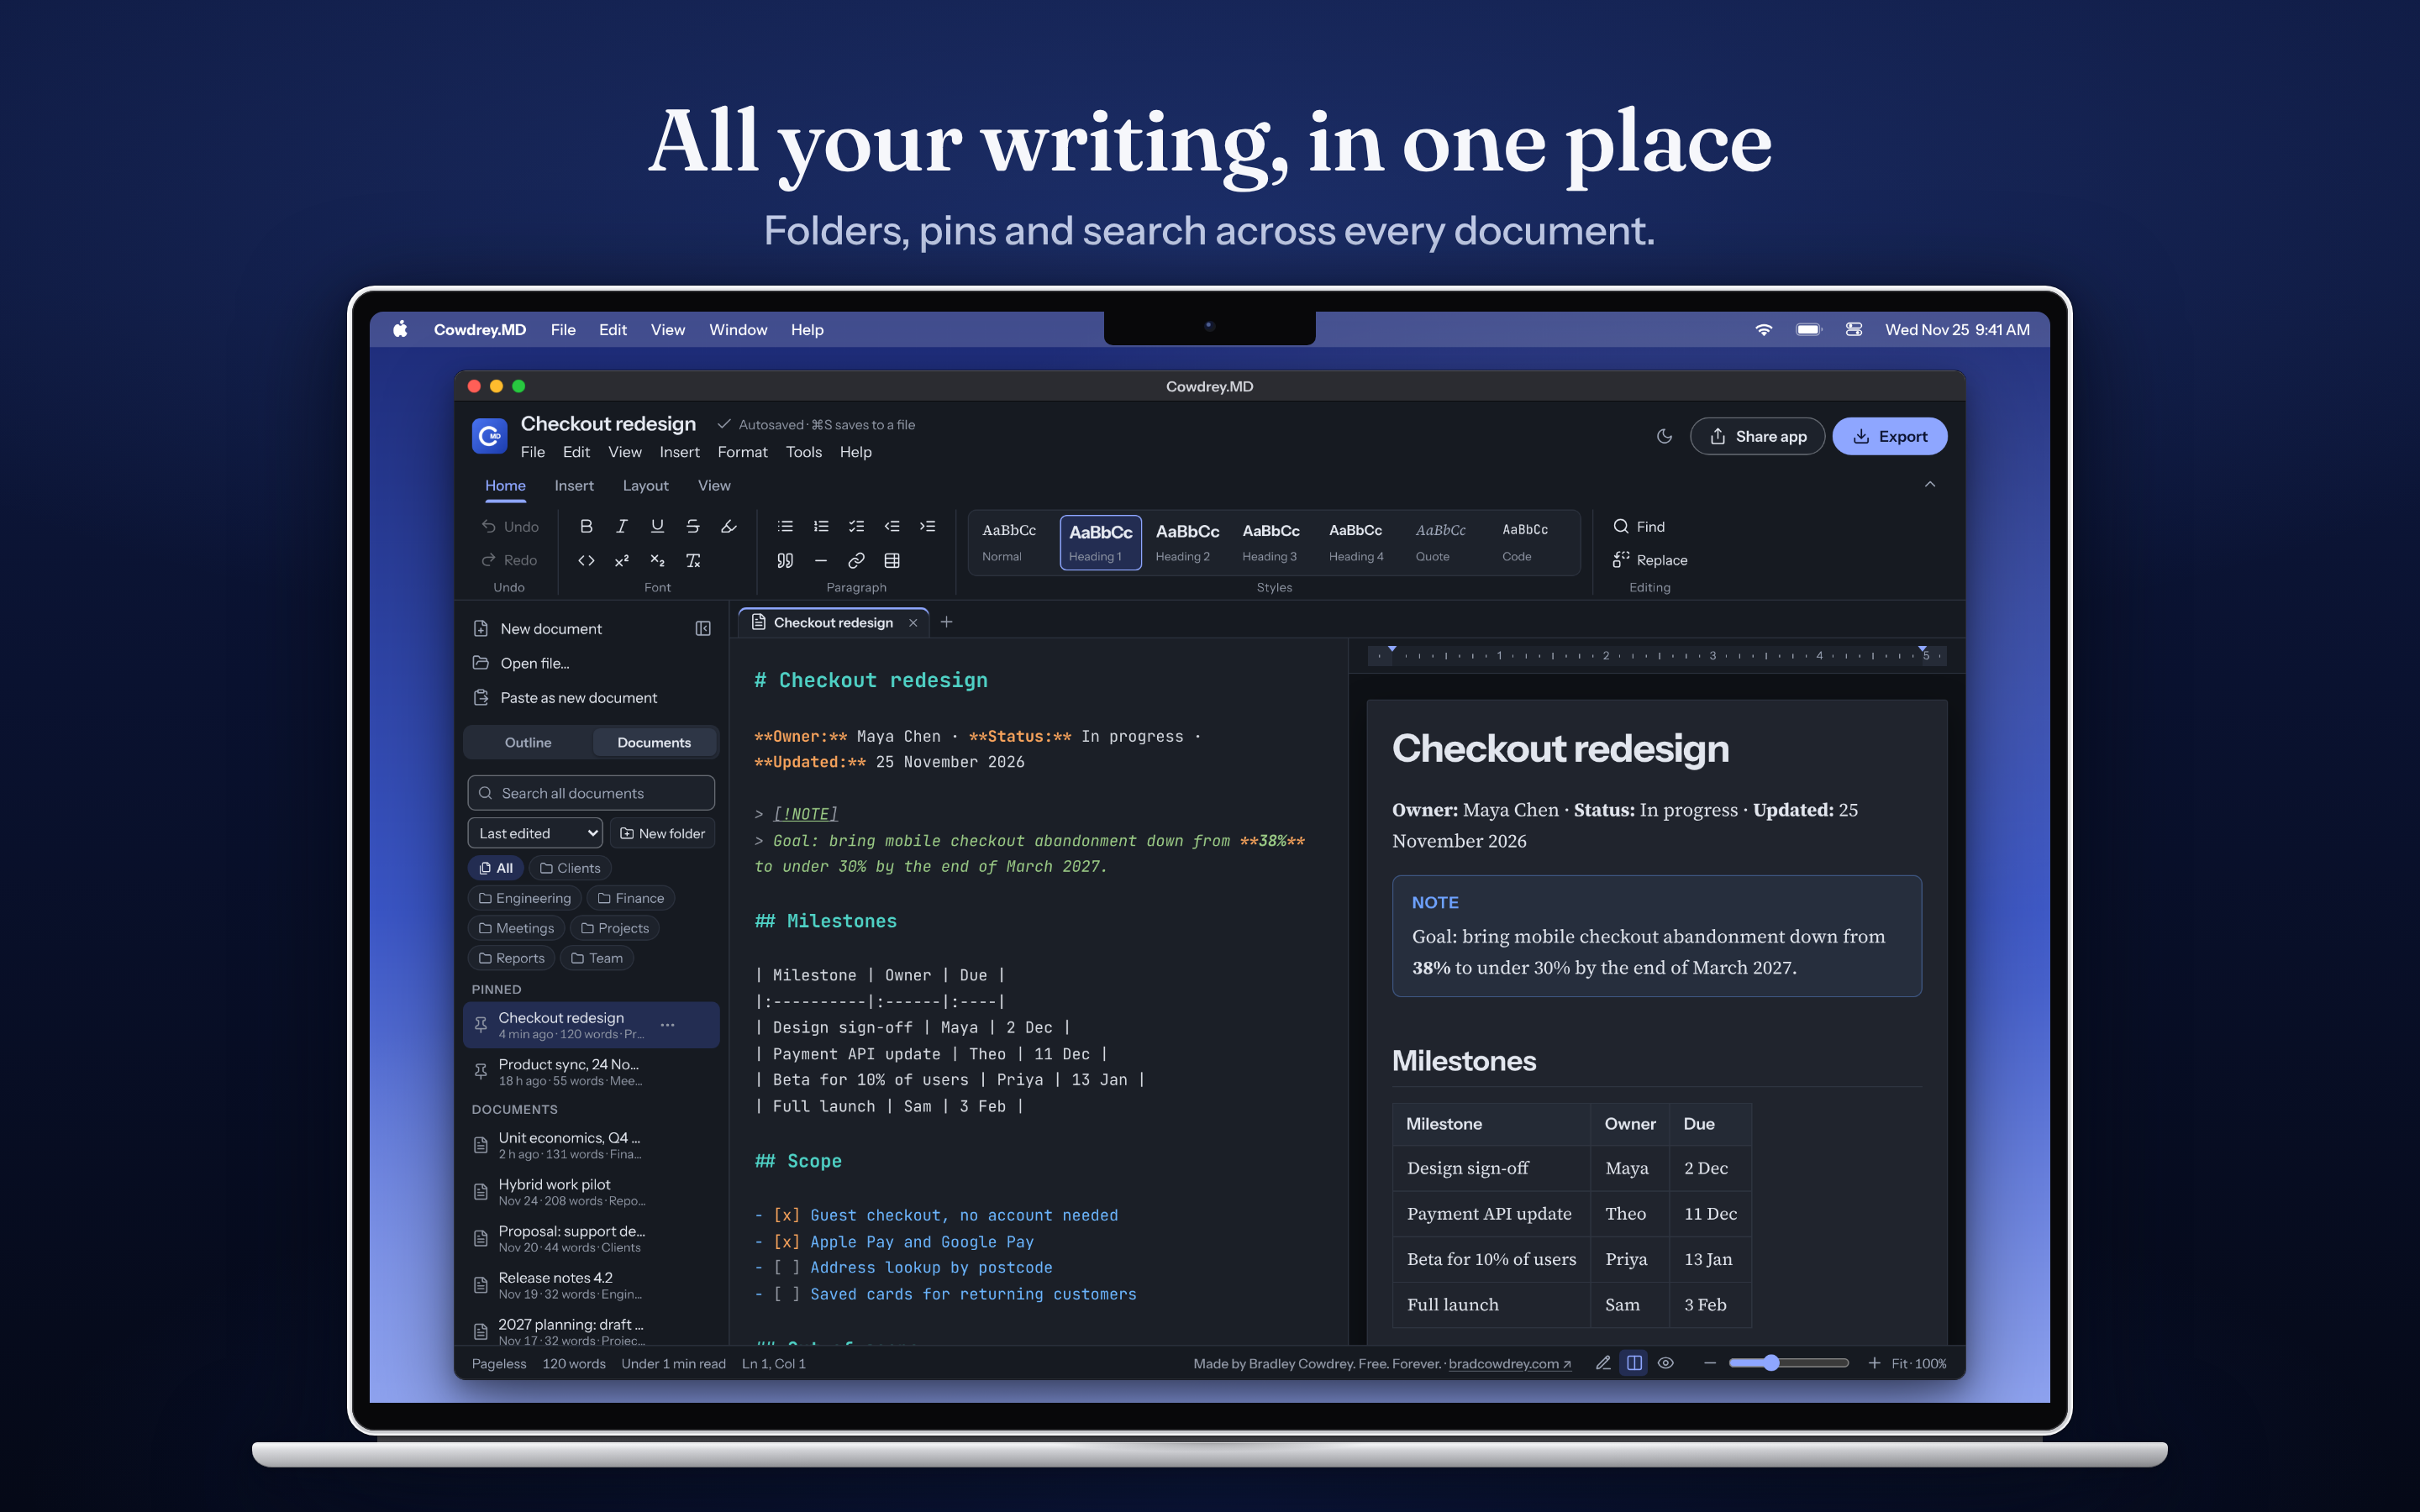 All your writing, in one place
Folders, pins and search across every document.
Cowdrey.MD File Edit View Window Help
Wed Nov 25 9:41 AM
Cowdrey.MD
Checkout redesign
Autosaved · ⌘S saves to a file
File Edit View Insert Format Tools Help
Share app
Export
Home Insert Layout View
Undo
Redo
Undo
Font
Paragraph
AaBbCc AaBbCc AaBbCc AaBbCc AaBbCc AaBbCc AaBbCc
Normal Heading 1 Heading 2 Heading 3 Heading 4 Quote Code
Styles
Find
Replace
Editing
New document
Open file...
Paste as new document
Outline Documents
Search all documents
Last edited New folder
All Clients
Engineering Finance
Meetings Projects
Reports Team
PINNED
Checkout redesign
4 min ago · 120 words · Pr...
Product sync, 24 No...
18 h ago · 55 words · Mee...
DOCUMENTS
Unit economics, Q4 ...
2 h ago · 131 words · Fina...
Hybrid work pilot
Nov 24 · 208 words · Repo...
Proposal: support de...
Nov 20 · 44 words · Clients
Release notes 4.2
Nov 19 · 32 words · Engin...
2027 planning: draft ...
Nov 17 · 32 words · Projec...
Checkout redesign
# Checkout redesign
**Owner:** Maya Chen · **Status:** In progress ·
**Updated:** 25 November 2026
> [!NOTE]
> Goal: bring mobile checkout abandonment down from **38%**
to under 30% by the end of March 2027.
## Milestones
| Milestone | Owner | Due |
|:----------|:------|:----|
| Design sign-off | Maya | 2 Dec |
| Payment API update | Theo | 11 Dec |
| Beta for 10% of users | Priya | 13 Jan |
| Full launch | Sam | 3 Feb |
## Scope
- [x] Guest checkout, no account needed
- [x] Apple Pay and Google Pay
- [ ] Address lookup by postcode
- [ ] Saved cards for returning customers
1 2 3 4 5
Checkout redesign
Owner: Maya Chen · Status: In progress · Updated: 25
November 2026
NOTE
Goal: bring mobile checkout abandonment down from
38% to under 30% by the end of March 2027.
Milestones
Milestone Owner Due
Design sign-off Maya 2 Dec
Payment API update Theo 11 Dec
Beta for 10% of users Priya 13 Jan
Full launch Sam 3 Feb
Pageless 120 words Under 1 min read Ln 1, Col 1
Made by Bradley Cowdrey. Free. Forever. · bradcowdrey.com ↗
Fit · 100%